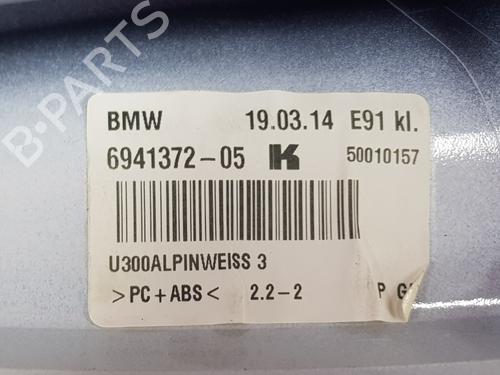 BMW 19.03.14 E91 kl.
6941372-05 K 50010157
U300ALPINWEISS 3
>PC+ABS< 2.2-2 P
B-PARTS